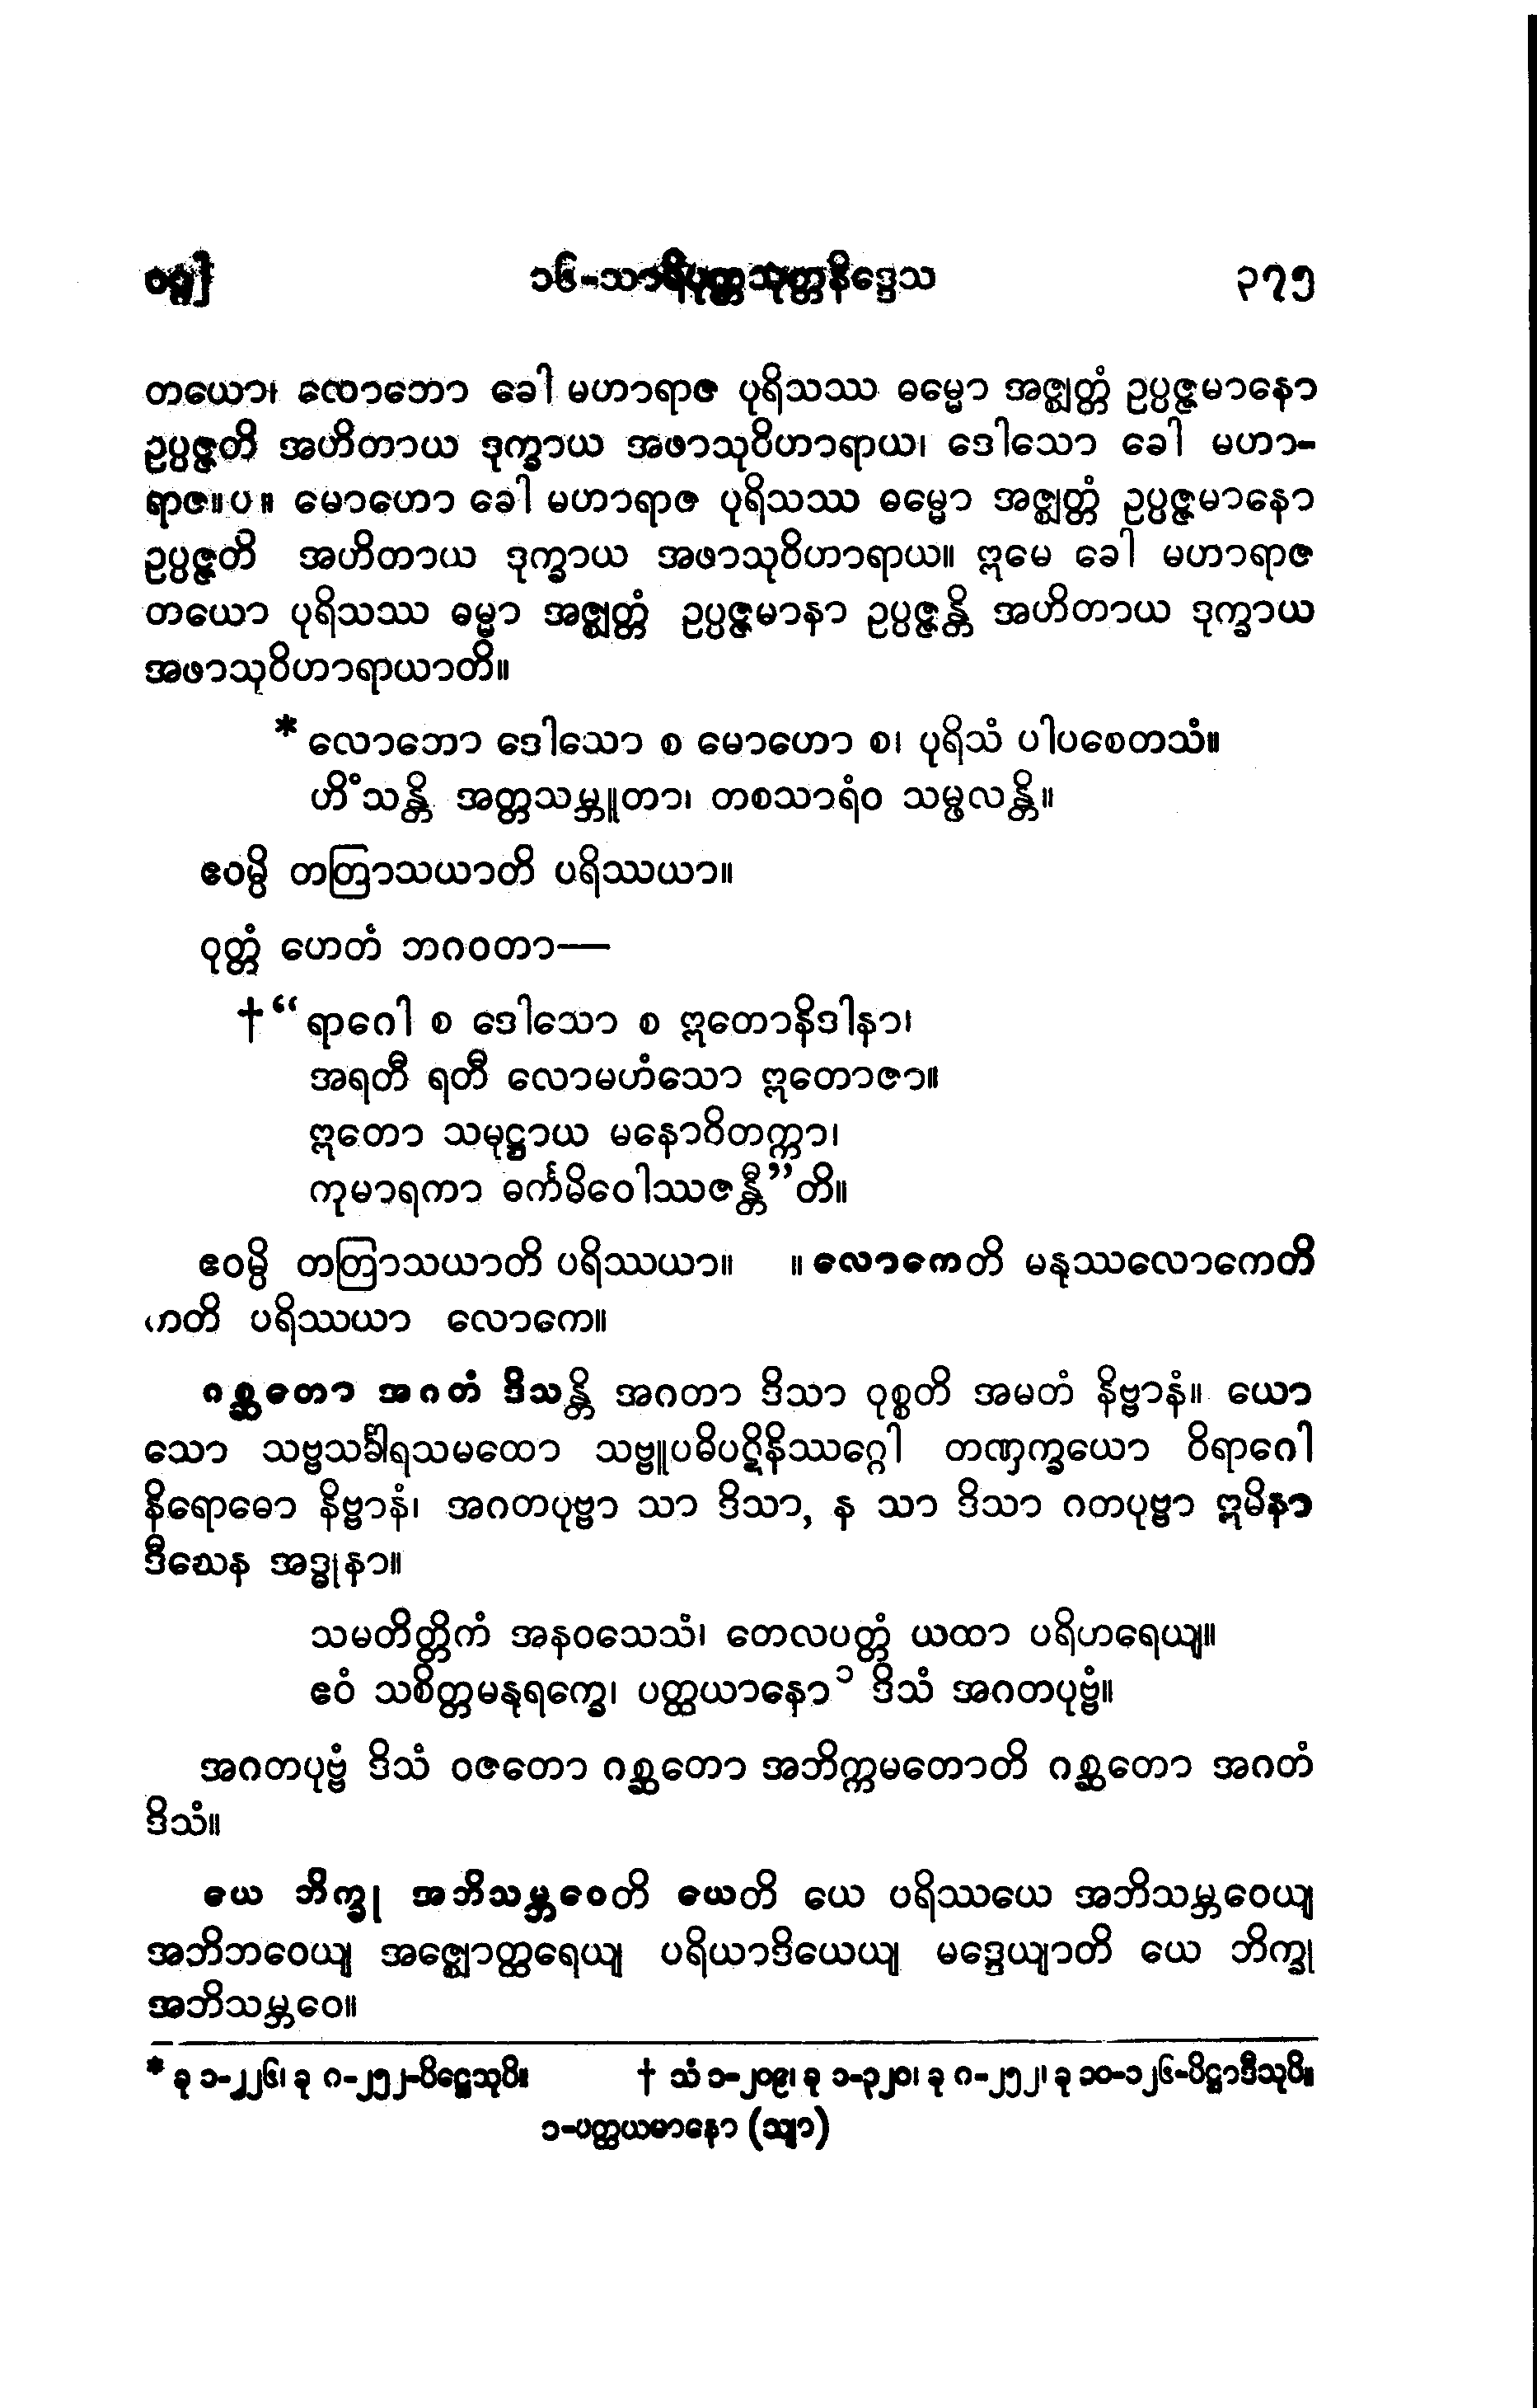 ဝဂ္ဂ]	၁၆-သာရိပုတ္တသုတ္တနိဒ္ဒေသ	၃၇၅
တယော၊ လောဘော ခေါ မဟာရာဇ ပုရိသဿ ဓမ္မော အဇ္ဈတ္တံ ဥပ္ပဇ္ဇမာနော
ဥပ္ပဇ္ဇတိ အဟိတာယ ဒုက္ခာယ အဖာသုဝိဟာရာယ၊ ဒေါသော ခေါ မဟာ-
ရာဇ။ပ။ မောဟော ခေါ မဟာရာဇ ပုရိသဿ ဓမ္မော အဇ္ဈတ္တံ ဥပ္ပဇ္ဇမာနော
ဥပ္ပဇ္ဇတိ အဟိတာယ ဒုက္ခာယ အဖာသုဝိဟာရာယ။ ဣမေ ခေါ မဟာရာဇ
တယော ပုရိသဿ ဓမ္မာ အဇ္ဈတ္တံ ဥပ္ပဇ္ဇမာနာ ဥပ္ပဇ္ဇန္တိ အဟိတာယ ဒုက္ခာယ
အဖာသုဝိဟာရာယာတိ။
* လောဘော ဒေါသော စ မောဟော စ၊ ပုရိသံ ပါပစေတသံ။
ဟိံသန္တိ အတ္တသမ္ဘူတာ၊ တစသာရံဝ သမ္ဖလန္တိ။
ဧဝမ္ပိ တတြာသယာတိ ပရိဿယာ။
ဝုတ္တံ ဟေတံ ဘဂဝတာ—
† “ရာဂေါ စ ဒေါသော စ ဣတောနိဒါနာ၊
အရတီ ရတီ လောမဟံသော ဣတောဇာ။
ဣတော သမုဋ္ဌာယ မနောဝိတက္ကာ၊
ကုမာရကာ ဓင်္ကမိဝေါဿဇန္တီ”တိ။
ဧဝမ္ပိ တတြာသယာတိ ပရိဿယာ။ ။ လောကေတိ မနုဿလောကေတိ
ကတိ ပရိဿယာ လောကေ။
ဂစ္ဆတော အဂတံ ဒိသန္တိ အဂတာ ဒိသာ ဝုစ္စတိ အမတံ နိဗ္ဗာနံ။ ယော
သော သဗ္ဗသင်္ခါရသမထော သဗ္ဗူပဓိပဋိနိဿဂ္ဂေါ တဏှက္ခယော ဝိရာဂေါ
နိရောဓော နိဗ္ဗာနံ၊ အဂတပုဗ္ဗာ သာ ဒိသာ, န သာ ဒိသာ ဂတပုဗ္ဗာ ဣမိနာ
ဒီဃေန အဒ္ဓုနာ။
သမတိတ္တိကံ အနဝသေသံ၊ တေလပတ္တံ ယထာ ပရိဟရေယျ။
ဧဝံ သစိတ္တမနုရက္ခေ၊ ပတ္ထယာနော၁ ဒိသံ အဂတပုဗ္ဗံ။
အဂတပုဗ္ဗံ ဒိသံ ဝဇတော ဂစ္ဆတော အဘိက္ကမတောတိ ဂစ္ဆတော အဂတံ
ဒိသံ။
ယေ ဘိက္ခု အဘိသမ္ဘဝေတိ ယေတိ ယေ ပရိဿယေ အဘိသမ္ဘဝေယျ
အဘိဘဝေယျ အဇ္ဈောတ္ထရေယျ ပရိယာဒိယေယျ မဒ္ဒေယျာတိ ယေ ဘိက္ခု
အဘိသမ္ဘဝေ။
* ခု ၁-၂၂၆၊ ခု ဂ-၂၅၂-ပိဋ္ဌေသုပိ။	† သံ ၁-၂၀၉၊ ခု ၁-၃၂၀၊ ခု ဂ-၂၅၂၊ ခု ၁၀-၁၂၆-ပိဋ္ဌာဒီသုပိ။
၁-ပတ္ထယမာနော (သျာ)